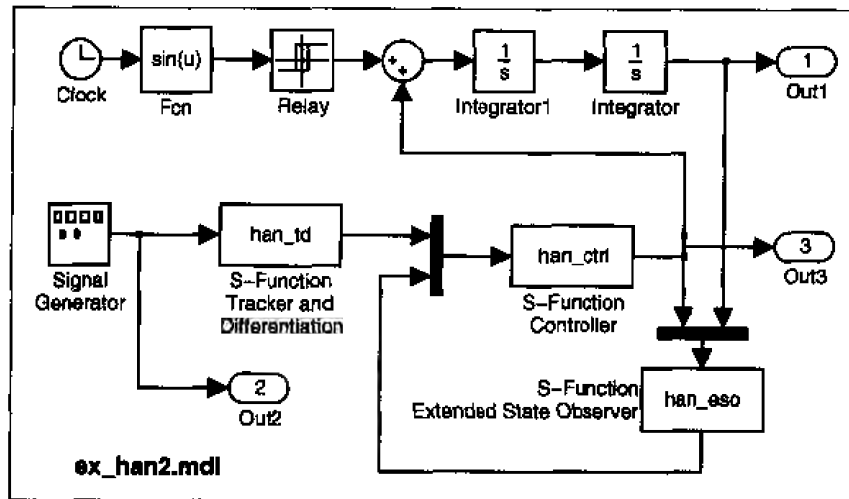 sin(u)
1
s
1
s
1
Clock
Fcn
Relay
Integrator1
Integrator
Out1
han_td
han_ctrl
3
Out3
Signal
Generator
S-Function
Tracker and
Differentiation
S-Function
Controller
2
Out2
S-Function
Extended State Observer
han_eso
ex_han2.mdl